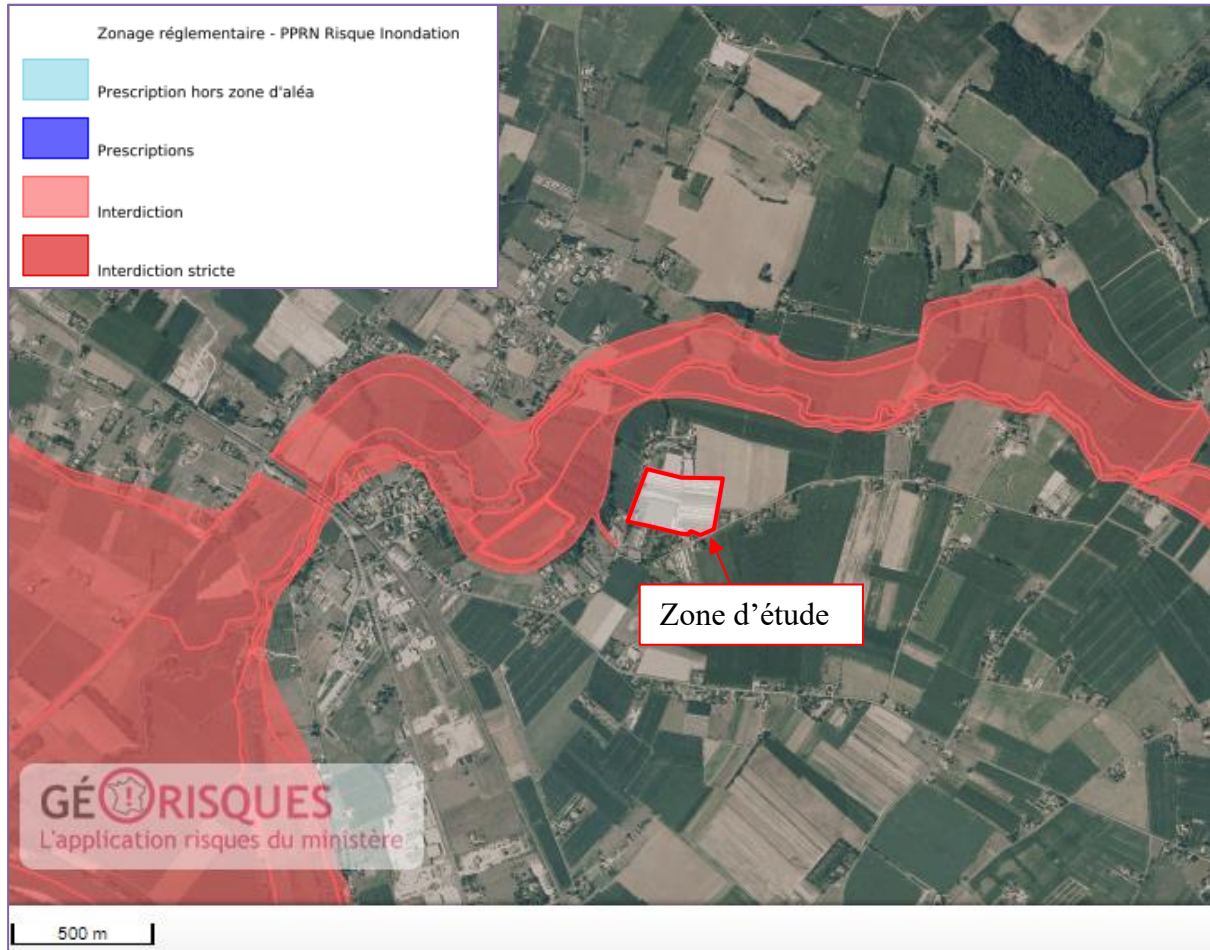 Zonage réglementaire - PPRN Risque Inondation
Prescription hors zone d'aléa
Prescriptions
Interdiction
Interdiction stricte
Zone d’étude
GÉORISQUES
L'application risques du ministère
500 m